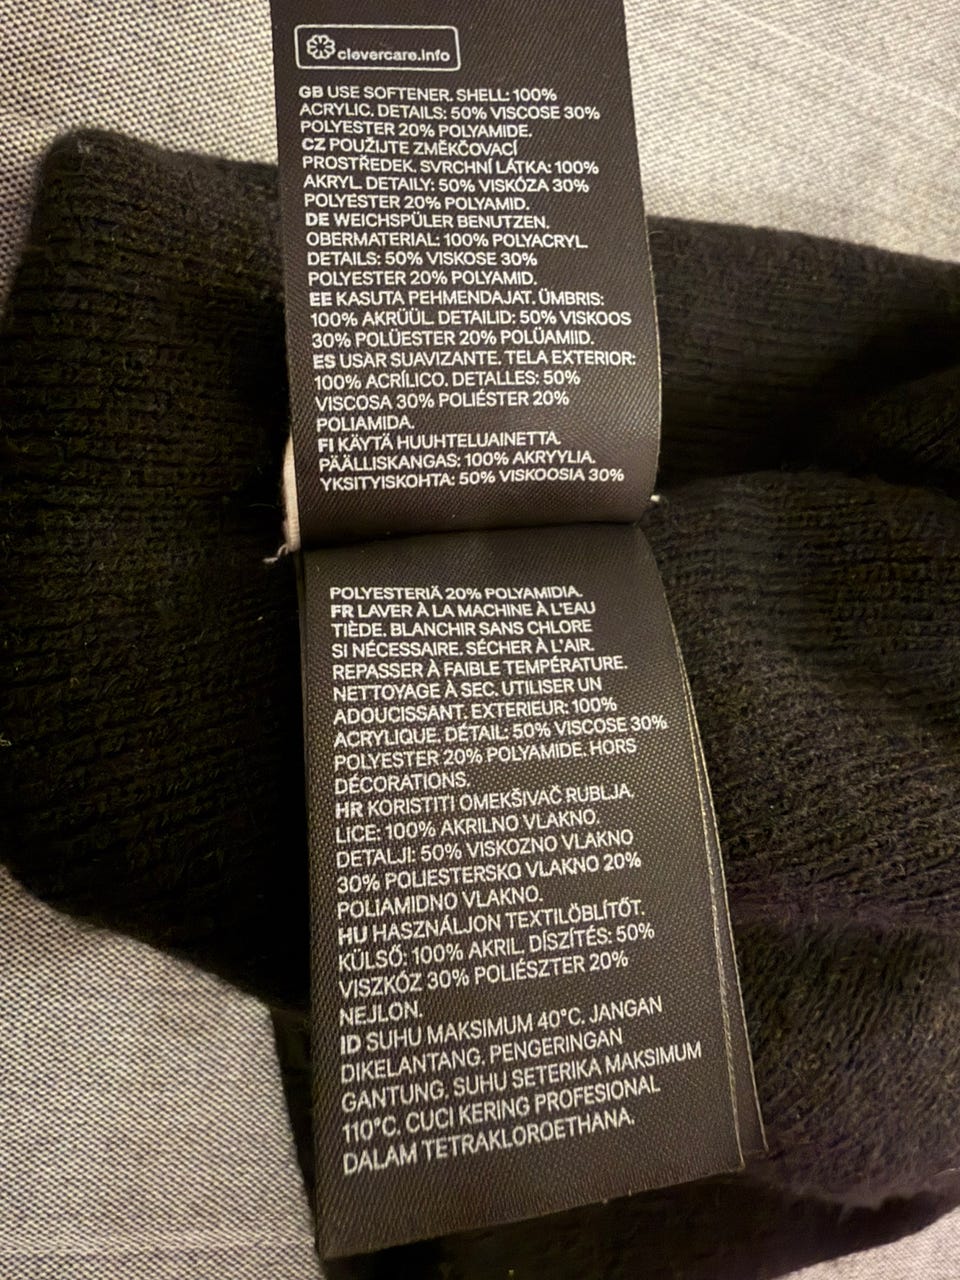 clevercare.info
GB USE SOFTENER. SHELL: 100%
ACRYLIC. DETAILS: 50% VISCOSE 30%
POLYESTER 20% POLYAMIDE.
CZ POUŽIJTE ZMĚKČOVACÍ
PROSTŘEDEK. SVRCHNÍ LÁTKA: 100%
AKRYL. DETAILY: 50% VISKÓZA 30%
POLYESTER 20% POLYAMID.
DE WEICHSPÜLER BENUTZEN.
OBERMATERIAL: 100% POLYACRYL.
DETAILS: 50% VISKOSE 30%
POLYESTER 20% POLYAMID.
EE KASUTA PEHMENDAJAT. ÜMBRIS:
100% AKRÜÜL. DETAILID: 50% VISKOOS
30% POLÜESTER 20% POLÜAMIID.
ES USAR SUAVIZANTE. TELA EXTERIOR:
100% ACRÍLICO. DETALLES: 50%
VISCOSA 30% POLIÉSTER 20%
POLIAMIDA.
FI KÄYTÄ HUUHTELUAINETTA.
PÄÄLLISKANGAS: 100% AKRYYLIA.
YKSITYISKOHTA: 50% VISKOOSIA 30%
POLYESTERIÄ 20% POLYAMIDIA.
FR LAVER À LA MACHINE À L'EAU
TIÈDE. BLANCHIR SANS CHLORE
SI NÉCESSAIRE. SÉCHER À L'AIR.
REPASSER À FAIBLE TEMPÉRATURE.
NETTOYAGE À SEC. UTILISER UN
ADOUCISSANT. EXTERIEUR: 100%
ACRYLIQUE. DÉTAIL: 50% VISCOSE 30%
POLYESTER 20% POLYAMIDE. HORS
DÉCORATIONS.
HR KORISTITI OMEKŠIVAČ RUBLJA.
LICE: 100% AKRILNO VLAKNO.
DETALJI: 50% VISKOZNO VLAKNO
30% POLIESTERSKO VLAKNO 20%
POLIAMIDNO VLAKNO.
HU HASZNÁLJON TEXTILÖBLÍTŐT.
KÜLSŐ: 100% AKRIL DÍSZÍTÉS: 50%
VISZKÓZ 30% POLIÉSZTER 20%
NEJLON.
ID SUHU MAKSIMUM 40°C. JANGAN
DIKELANTANG. PENGERINGAN
GANTUNG. SUHU SETERIKA MAKSIMUM
110°C. CUCI KERING PROFESIONAL
DALAM TETRAKLOROETHANA.